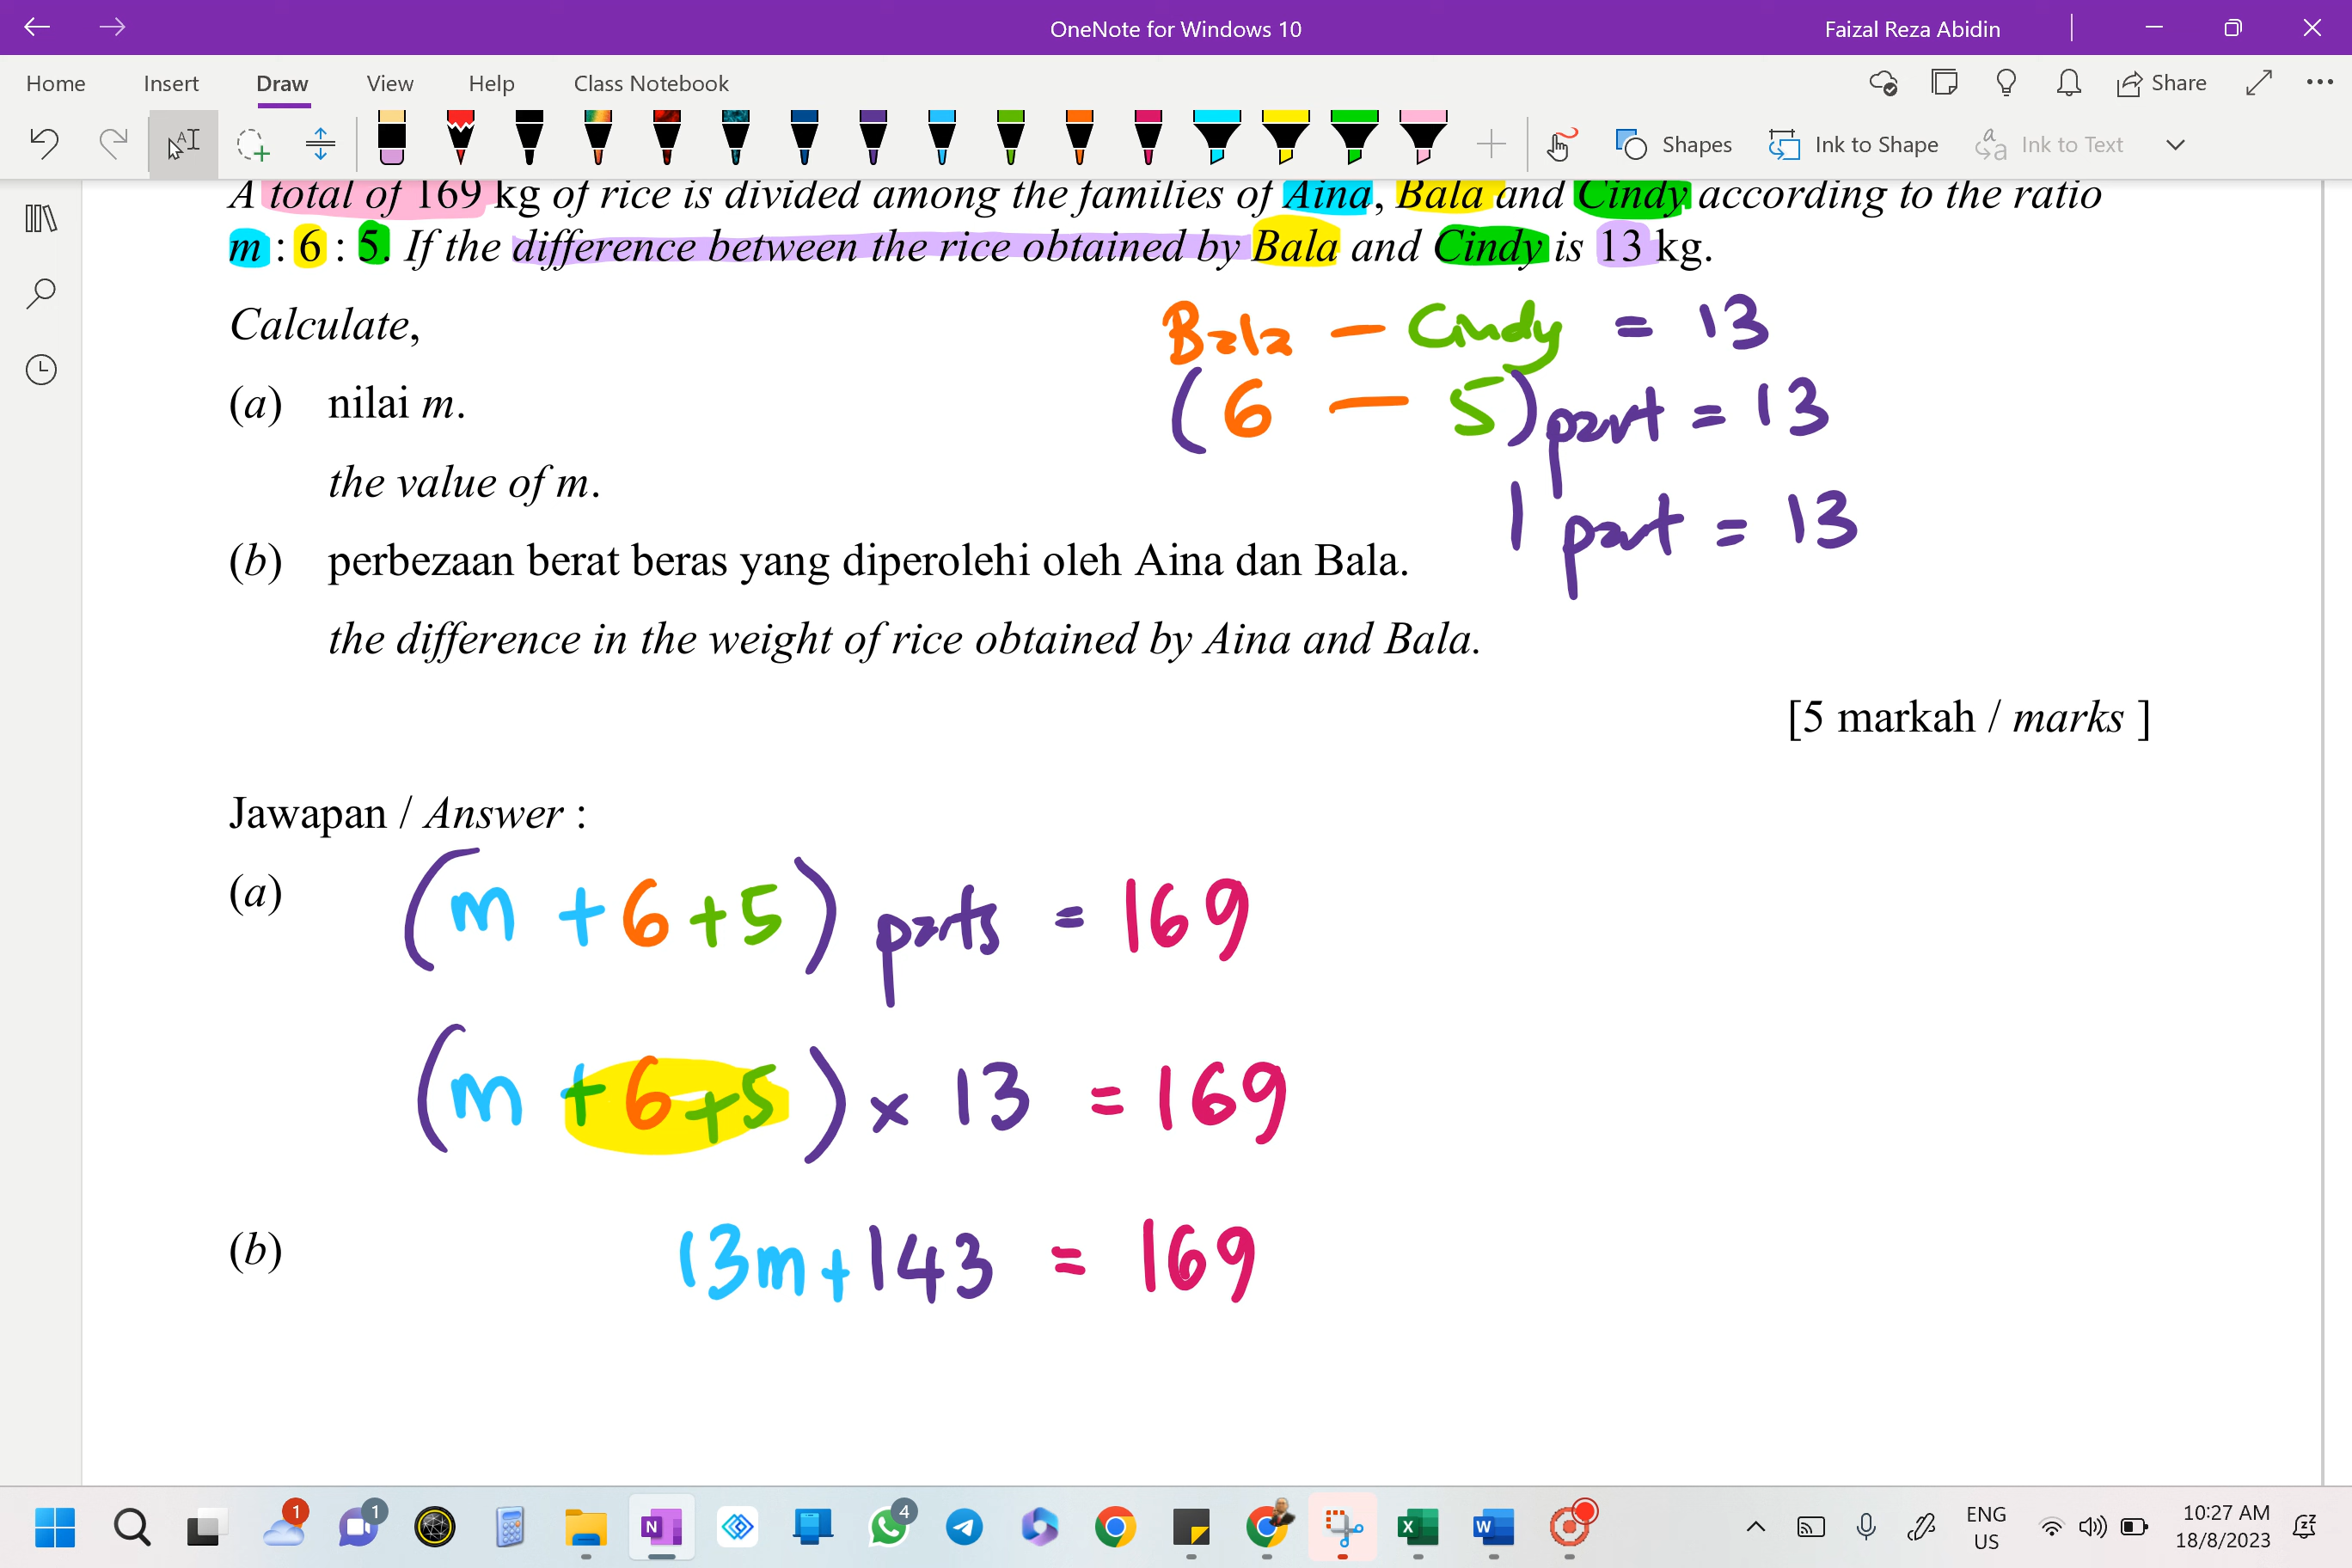 OneNote for Windows 10
Faizal Reza Abidin
Home Insert Draw View Help Class Notebook
Share
Shapes Ink to Shape Ink to Text
A total of 169 kg of rice is divided among the families of Aina, Bala and Cindy according to the ratio
m : 6 : 5. If the difference between the rice obtained by Bala and Cindy is 13 kg.
Calculate,
Bala − Cindy = 13
(a) nilai m.
(6 − 5) part = 13
the value of m.
1 part = 13
(b) perbezaan berat beras yang diperolehi oleh Aina dan Bala.
the difference in the weight of rice obtained by Aina and Bala.
[5 markah / marks ]
Jawapan / Answer :
(a) (m + 6 + 5) parts = 169
(m + 6 + 5) × 13 = 169
(b) 13m + 143 = 169
1 1 4
ENG
US
10:27 AM
18/8/2023